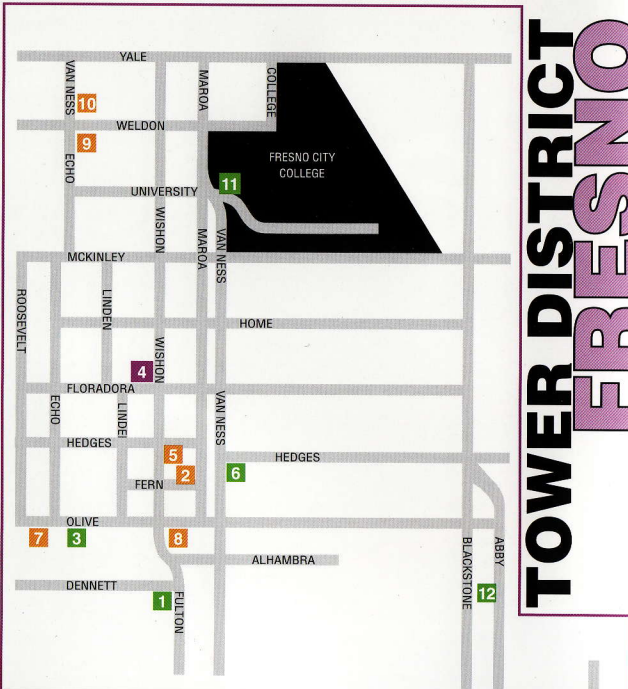 YALE
VAN NESS
MAROA
COLLEGE
10
WELDON
9
ECHO
FRESNO CITY
COLLEGE
11
UNIVERSITY
WISHON
MAROA
VAN NESS
MCKINLEY
ROOSEVELT
LINDEN
HOME
WISHON
4
FLORADORA
ECHO
LINDE
VAN NESS
HEDGES
5
HEDGES
2
6
FERN
OLIVE
7
3
8
ALHAMBRA
BLACKSTONE
ABBY
DENNETT
1
FULTON
12
TOWER DISTRICT
FRESNO